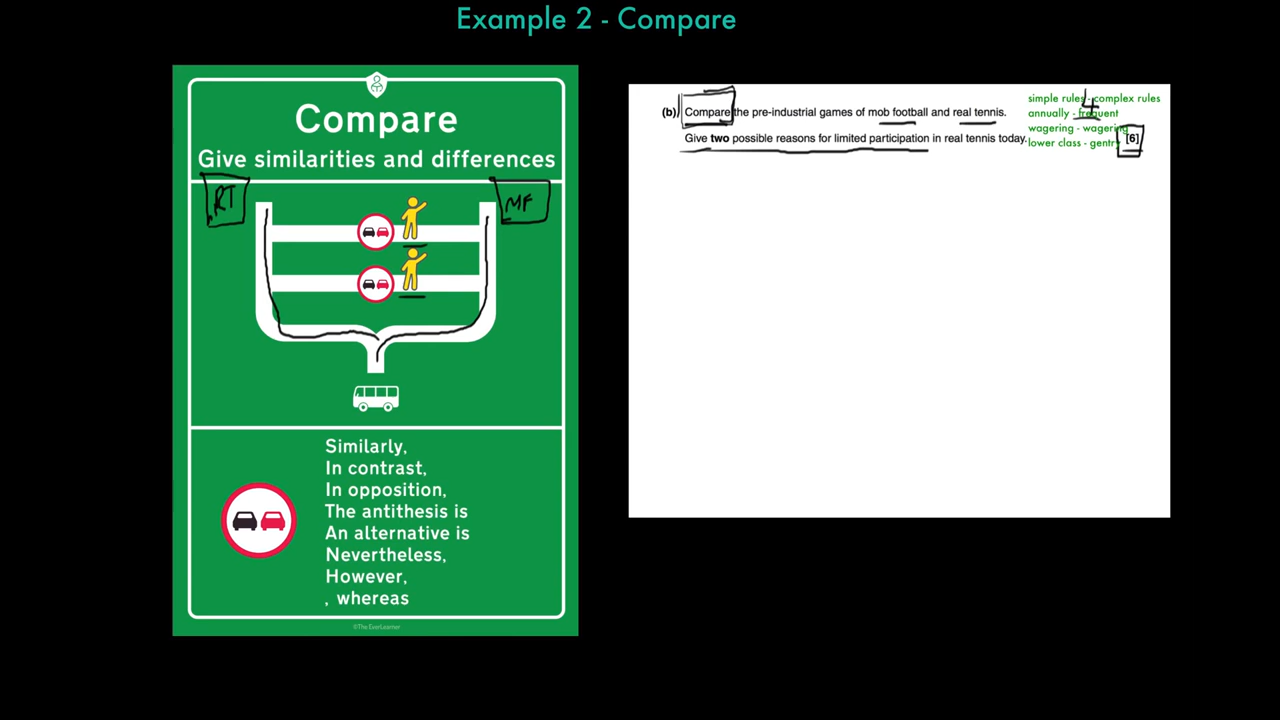 Example 2 - Compare
Compare
Give similarities and differences
RT
MF
Similarly,
In contrast,
In opposition,
The antithesis is
An alternative is
Nevertheless,
However,
, whereas
©The EverLearner
(b) Compare the pre-industrial games of mob football and real tennis.
Give two possible reasons for limited participation in real tennis today.
[6]
4
simple rules - complex rules
annually - frequent
wagering - wagering
lower class - gentry